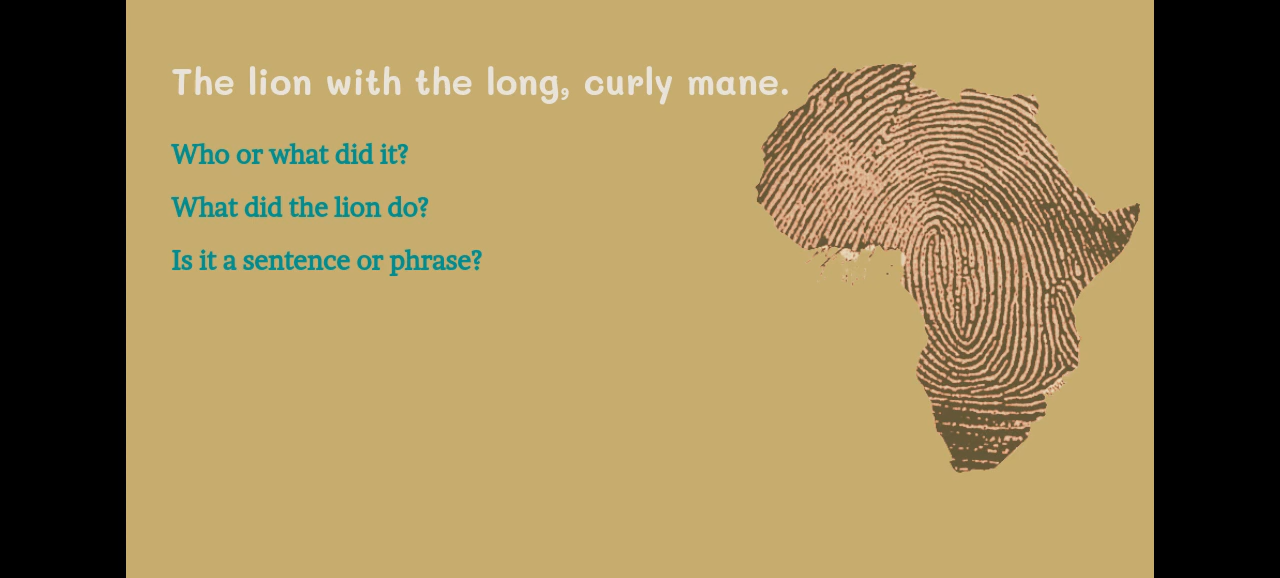 The lion with the long, curly mane.
Who or what did it?
What did the lion do?
Is it a sentence or phrase?